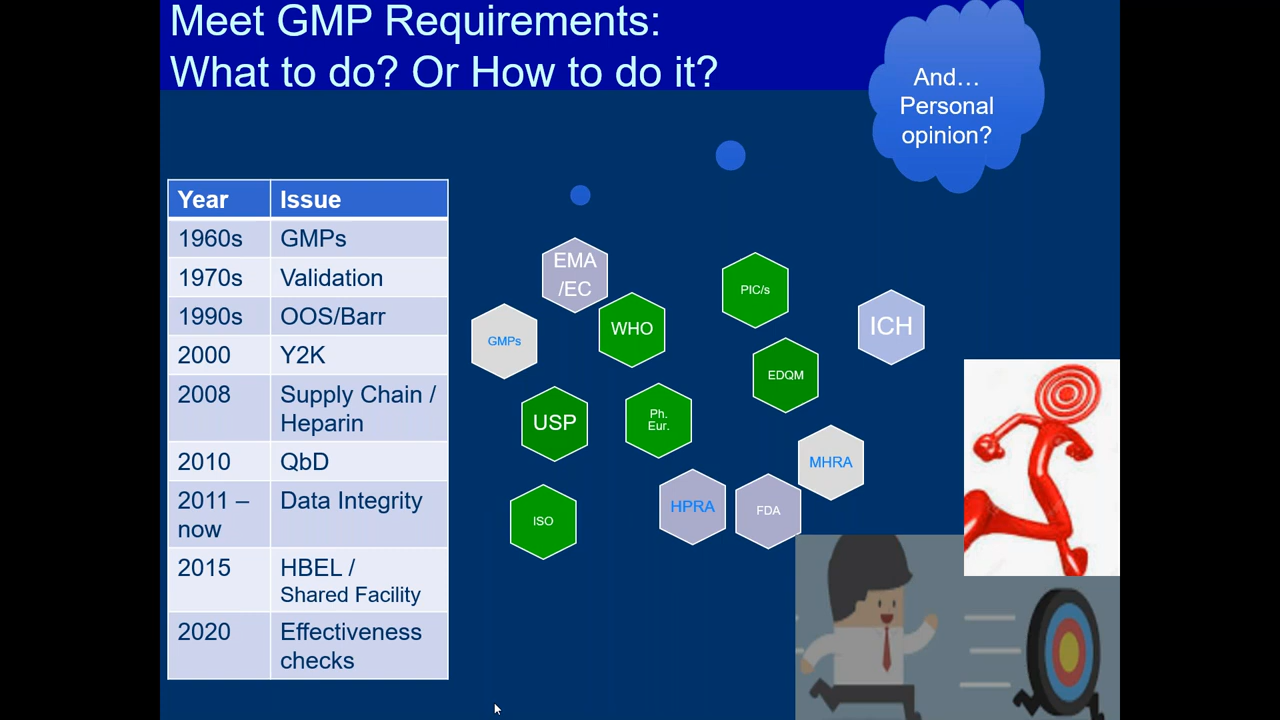 Meet GMP Requirements:
What to do? Or How to do it?
And…
Personal
opinion?
Year Issue
1960s GMPs
1970s Validation
1990s OOS/Barr
2000 Y2K
2008 Supply Chain /
Heparin
2010 QbD
2011 – Data Integrity
now
2015 HBEL /
Shared Facility
2020 Effectiveness
checks
EMA
/EC
PIC/s
WHO
ICH
GMPs
EDQM
USP
Ph.
Eur.
MHRA
HPRA
FDA
ISO